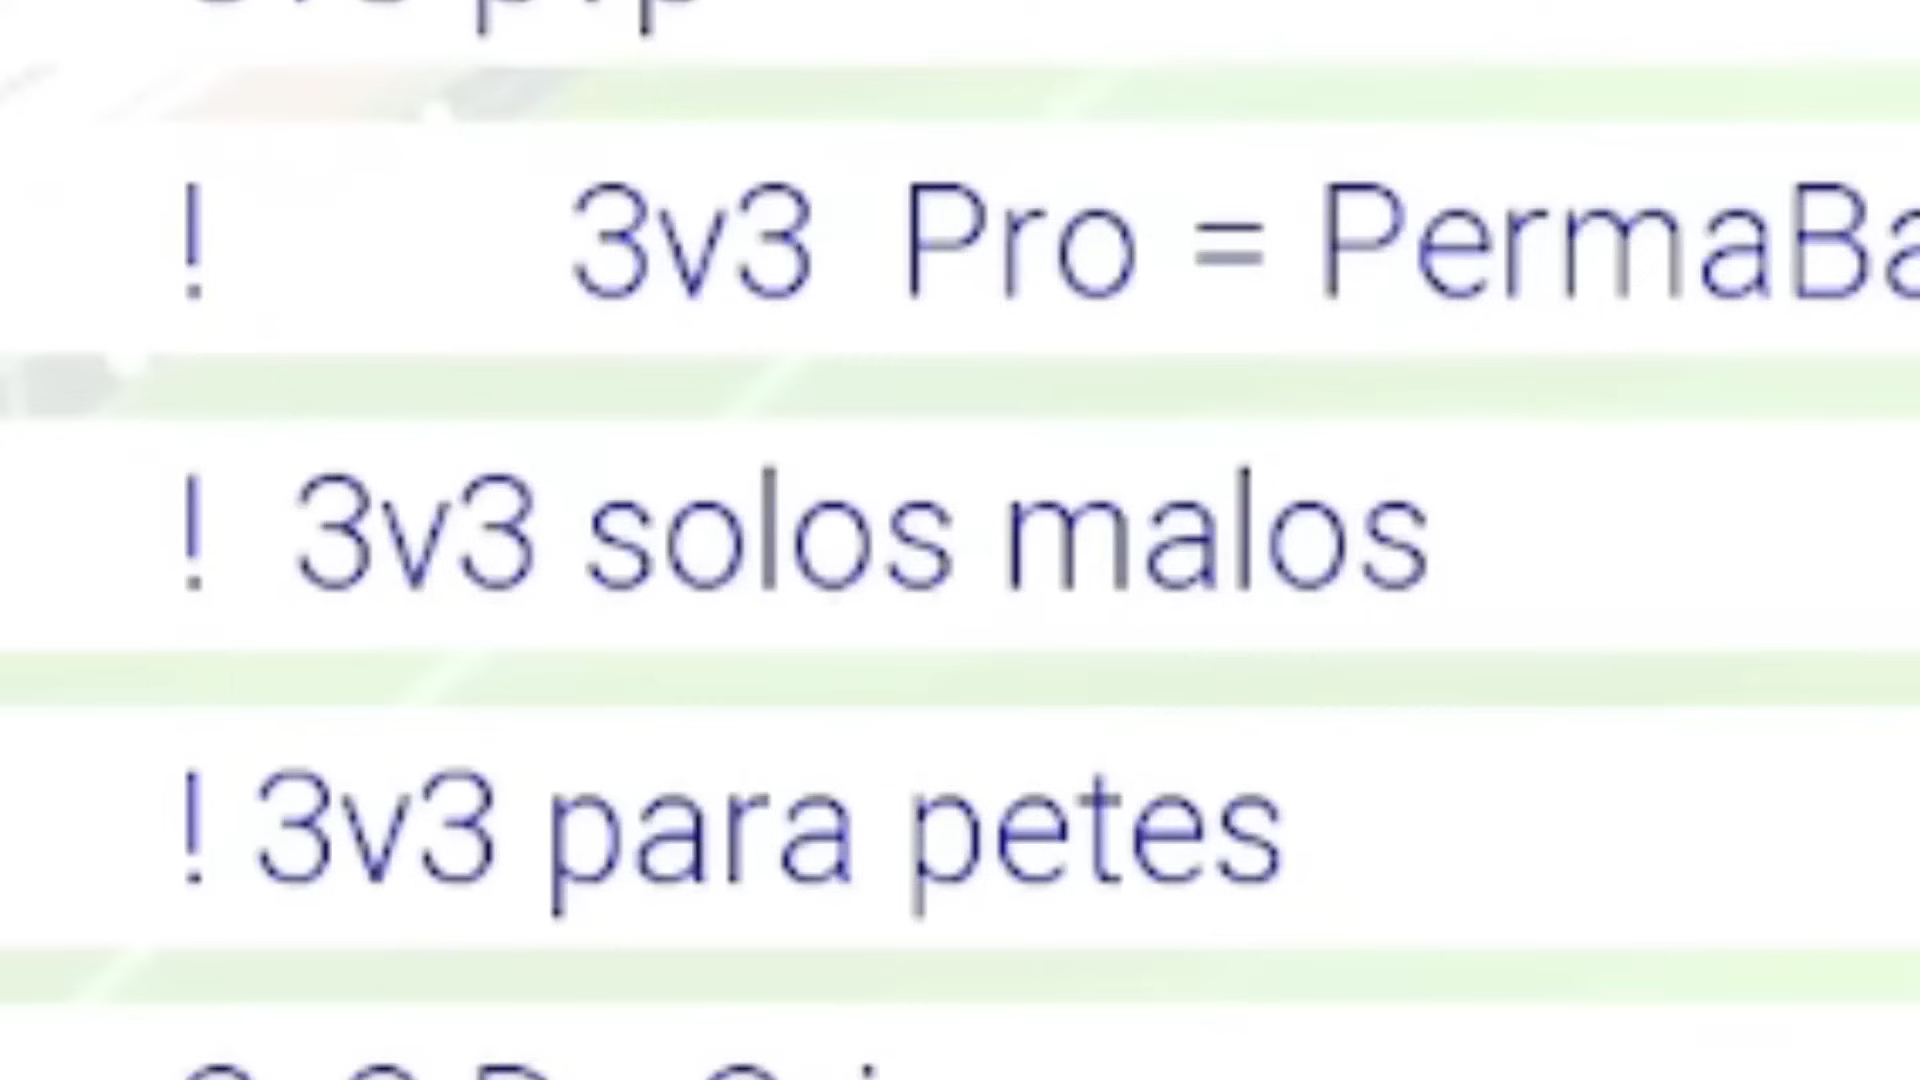 ! 3v3 Pro = PermaBa
! 3v3 solos malos
! 3v3 para petes